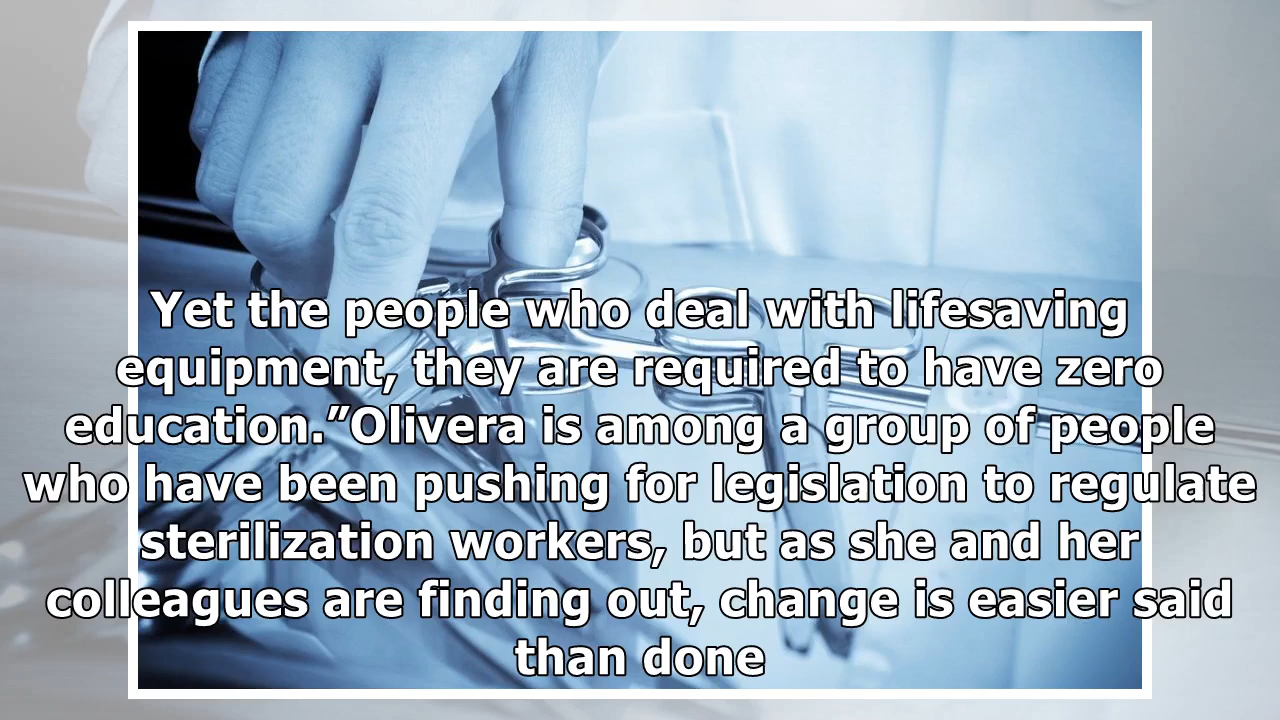 Yet the people who deal with lifesaving
equipment, they are required to have zero
education.”Olivera is among a group of people
who have been pushing for legislation to regulate
sterilization workers, but as she and her
colleagues are finding out, change is easier said
than done